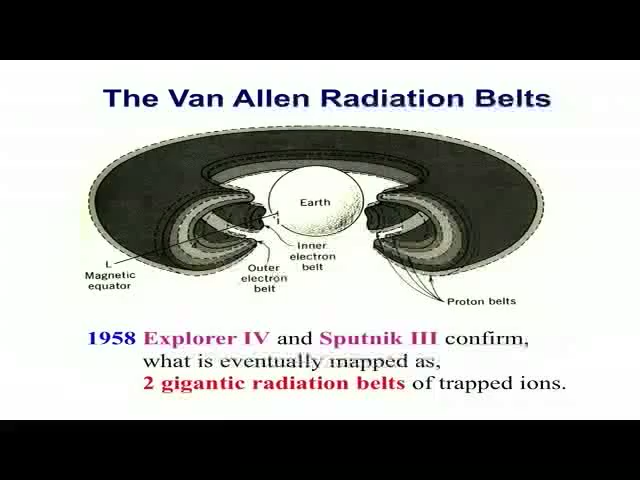 The Van Allen Radiation Belts
Earth
L
Magnetic
equator
Inner
electron
belt
Outer
electron
belt
Proton belts
1958 Explorer IV and Sputnik III confirm,
what is eventually mapped as,
2 gigantic radiation belts of trapped ions.